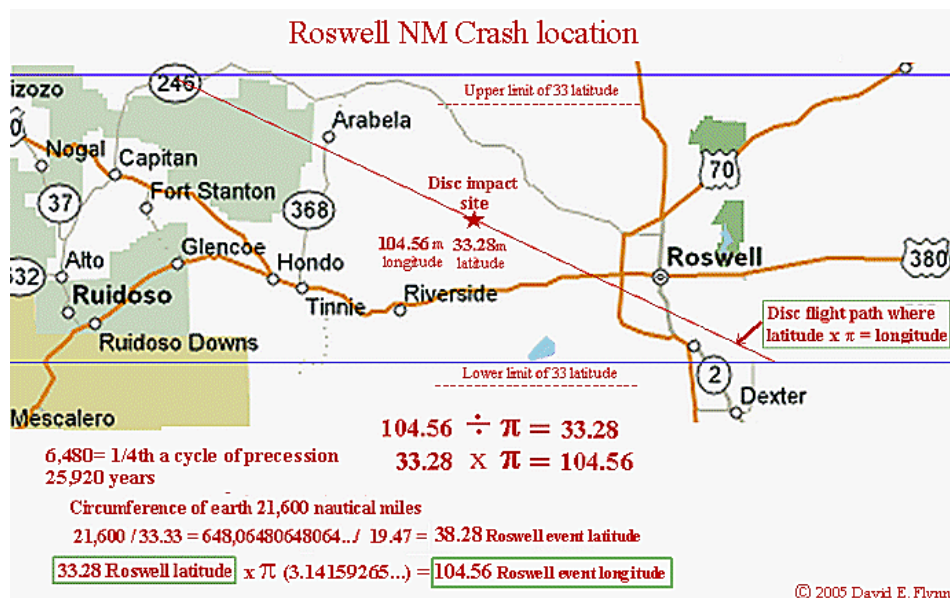 Roswell NM Crash location
246
izozo
Upper limit of 33 latitude
0
Arabela
Nogal
Capitan
70
Disc impact
site
Fort Stanton
37
368
104.56 m 33.28m
longitude latitude
Glencoe
Roswell
380
532
Alto
Hondo
Ruidoso
Tinnie
Riverside
Disc flight path where
latitude x π = longitude
Ruidoso Downs
Lower limit of 33 latitude
2
Dexter
Mescalero
104.56 ÷ π = 33.28
33.28 x π = 104.56
6,480= 1/4th a cycle of precession
25,920 years
Circumference of earth 21,600 nautical miles
21,600 / 33.33 = 648,06480648064../ 19.47 = 38.28 Roswell event latitude
33.28 Roswell latitude x π (3.14159265...) = 104.56 Roswell event longitude
© 2005 David E. Flynn